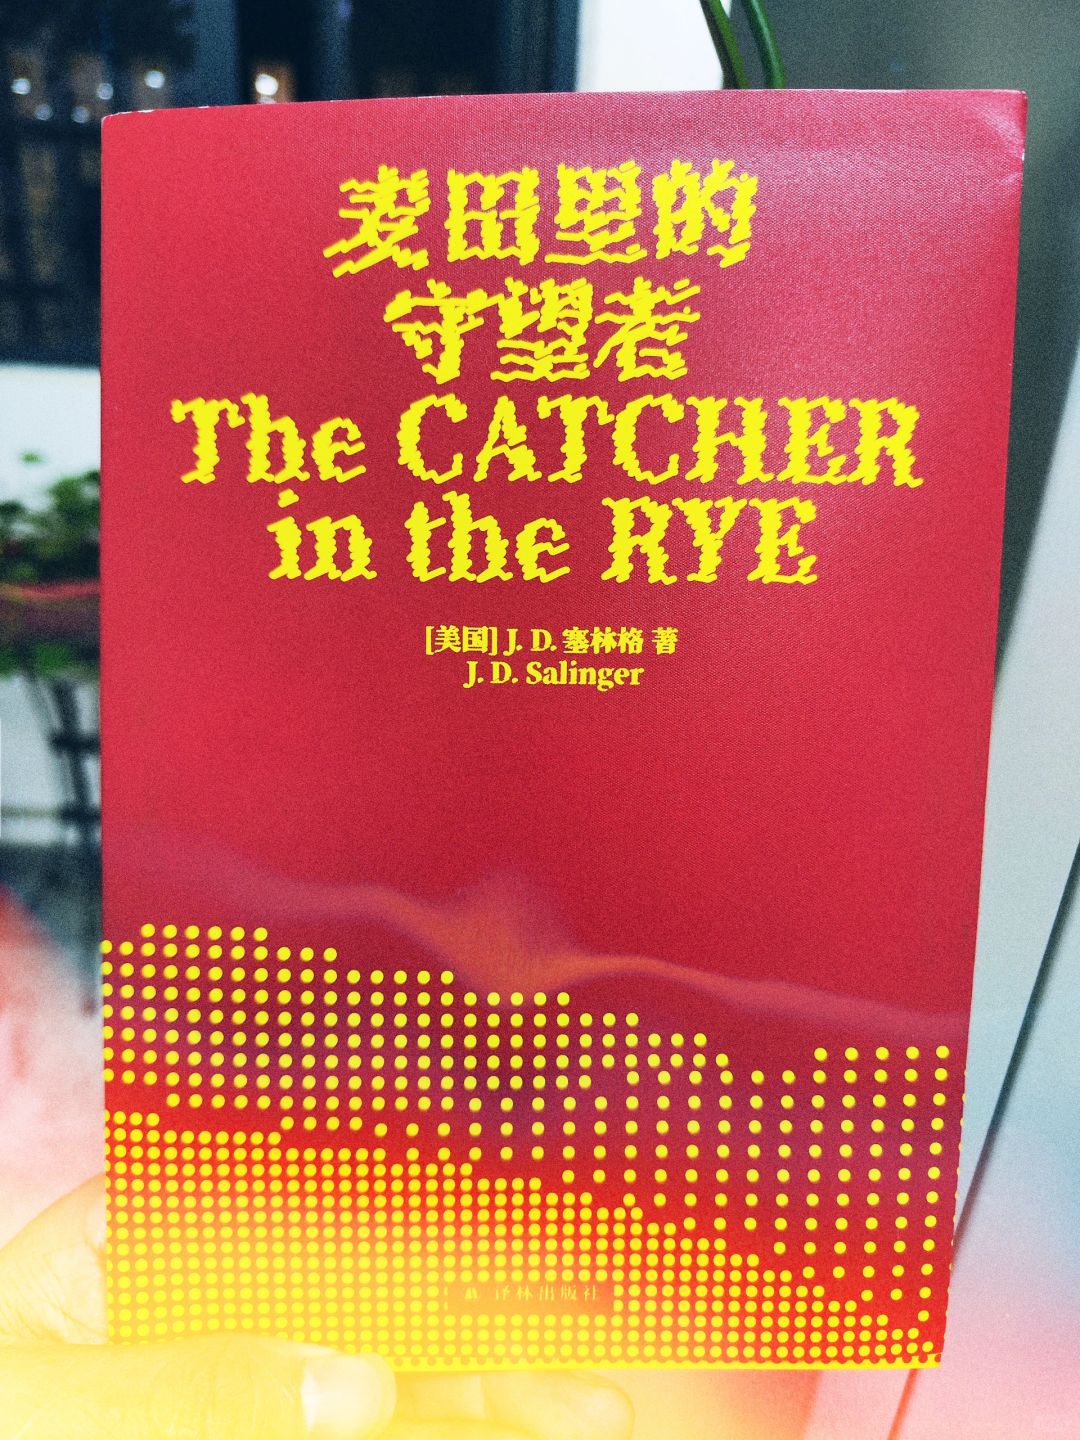 麦田里的
守望者
The CATCHER
in the RYE
[美国] J. D. 塞林格 著
J. D. Salinger
译林出版社